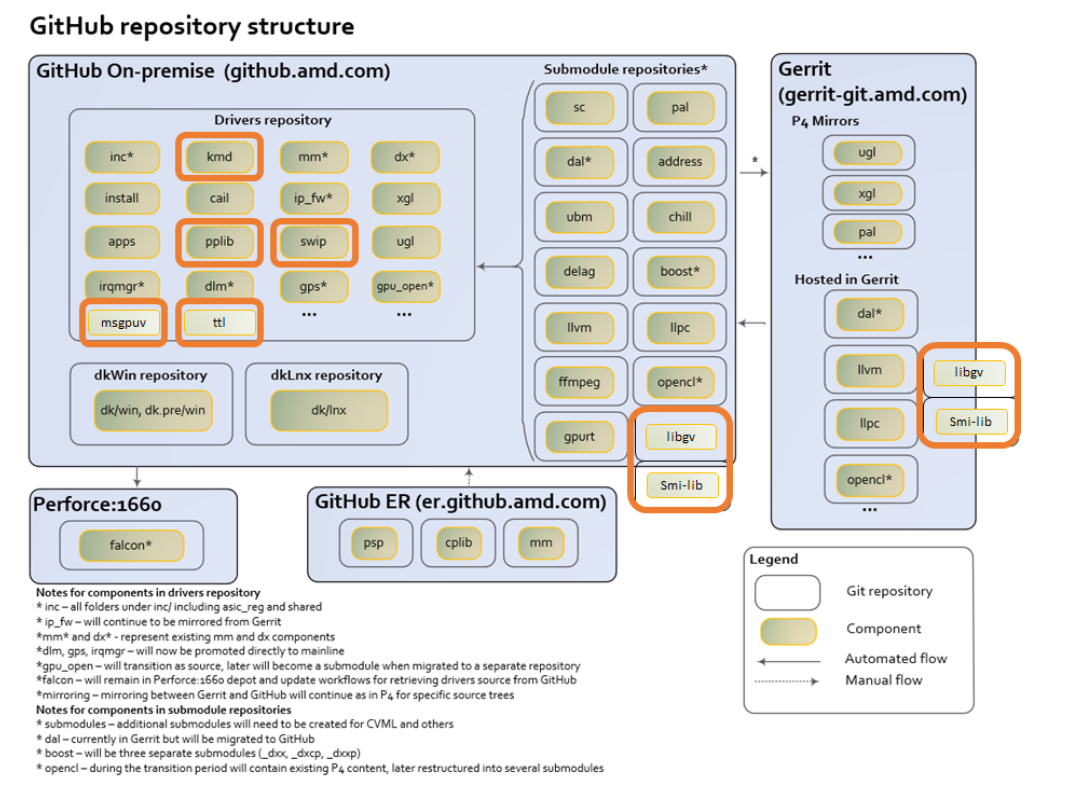 GitHub repository structure
GitHub On-premise (github.amd.com)
Drivers repository
inc*
kmd
mm*
dx*
install
cail
ip_fw*
xgl
apps
pplib
swip
ugl
irqmgr*
dlm*
gps*
gpu_open*
msgpuv
ttl
...
...
dkWin repository
dk/win, dk.pre/win
dkLnx repository
dk/lnx
Submodule repositories*
sc
pal
dal*
address
ubm
chill
delag
boost*
llvm
llpc
ffmpeg
opencl*
gpurt
libgv
Smi-lib
*
Gerrit
(gerrit-git.amd.com)
P4 Mirrors
ugl
xgl
pal
...
Hosted in Gerrit
dal*
llvm
libgv
llpc
Smi-lib
opencl*
...
Perforce:1660
falcon*
GitHub ER (er.github.amd.com)
psp
cplib
mm
Legend
Git repository
Component
Automated flow
Manual flow
Notes for components in drivers repository
* inc – all folders under inc/ including asic_reg and shared
* ip_fw – will continue to be mirrored from Gerrit
*mm* and dx* - represent existing mm and dx components
*dlm, gps, irqmgr – will now be promoted directly to mainline
*gpu_open – will transition as source, later will become a submodule when migrated to a separate repository
*falcon – will remain in Perforce:1660 depot and update workflows for retrieving drivers source from GitHub
*mirroring – mirroring between Gerrit and GitHub will continue as in P4 for specific source trees
Notes for components in submodule repositories
* submodules – additional submodules will need to be created for CVML and others
* dal – currently in Gerrit but will be migrated to GitHub
* boost – will be three separate submodules (_dxx, _dxcp, _dxxp)
* opencl – during the transition period will contain existing P4 content, later restructured into several submodules